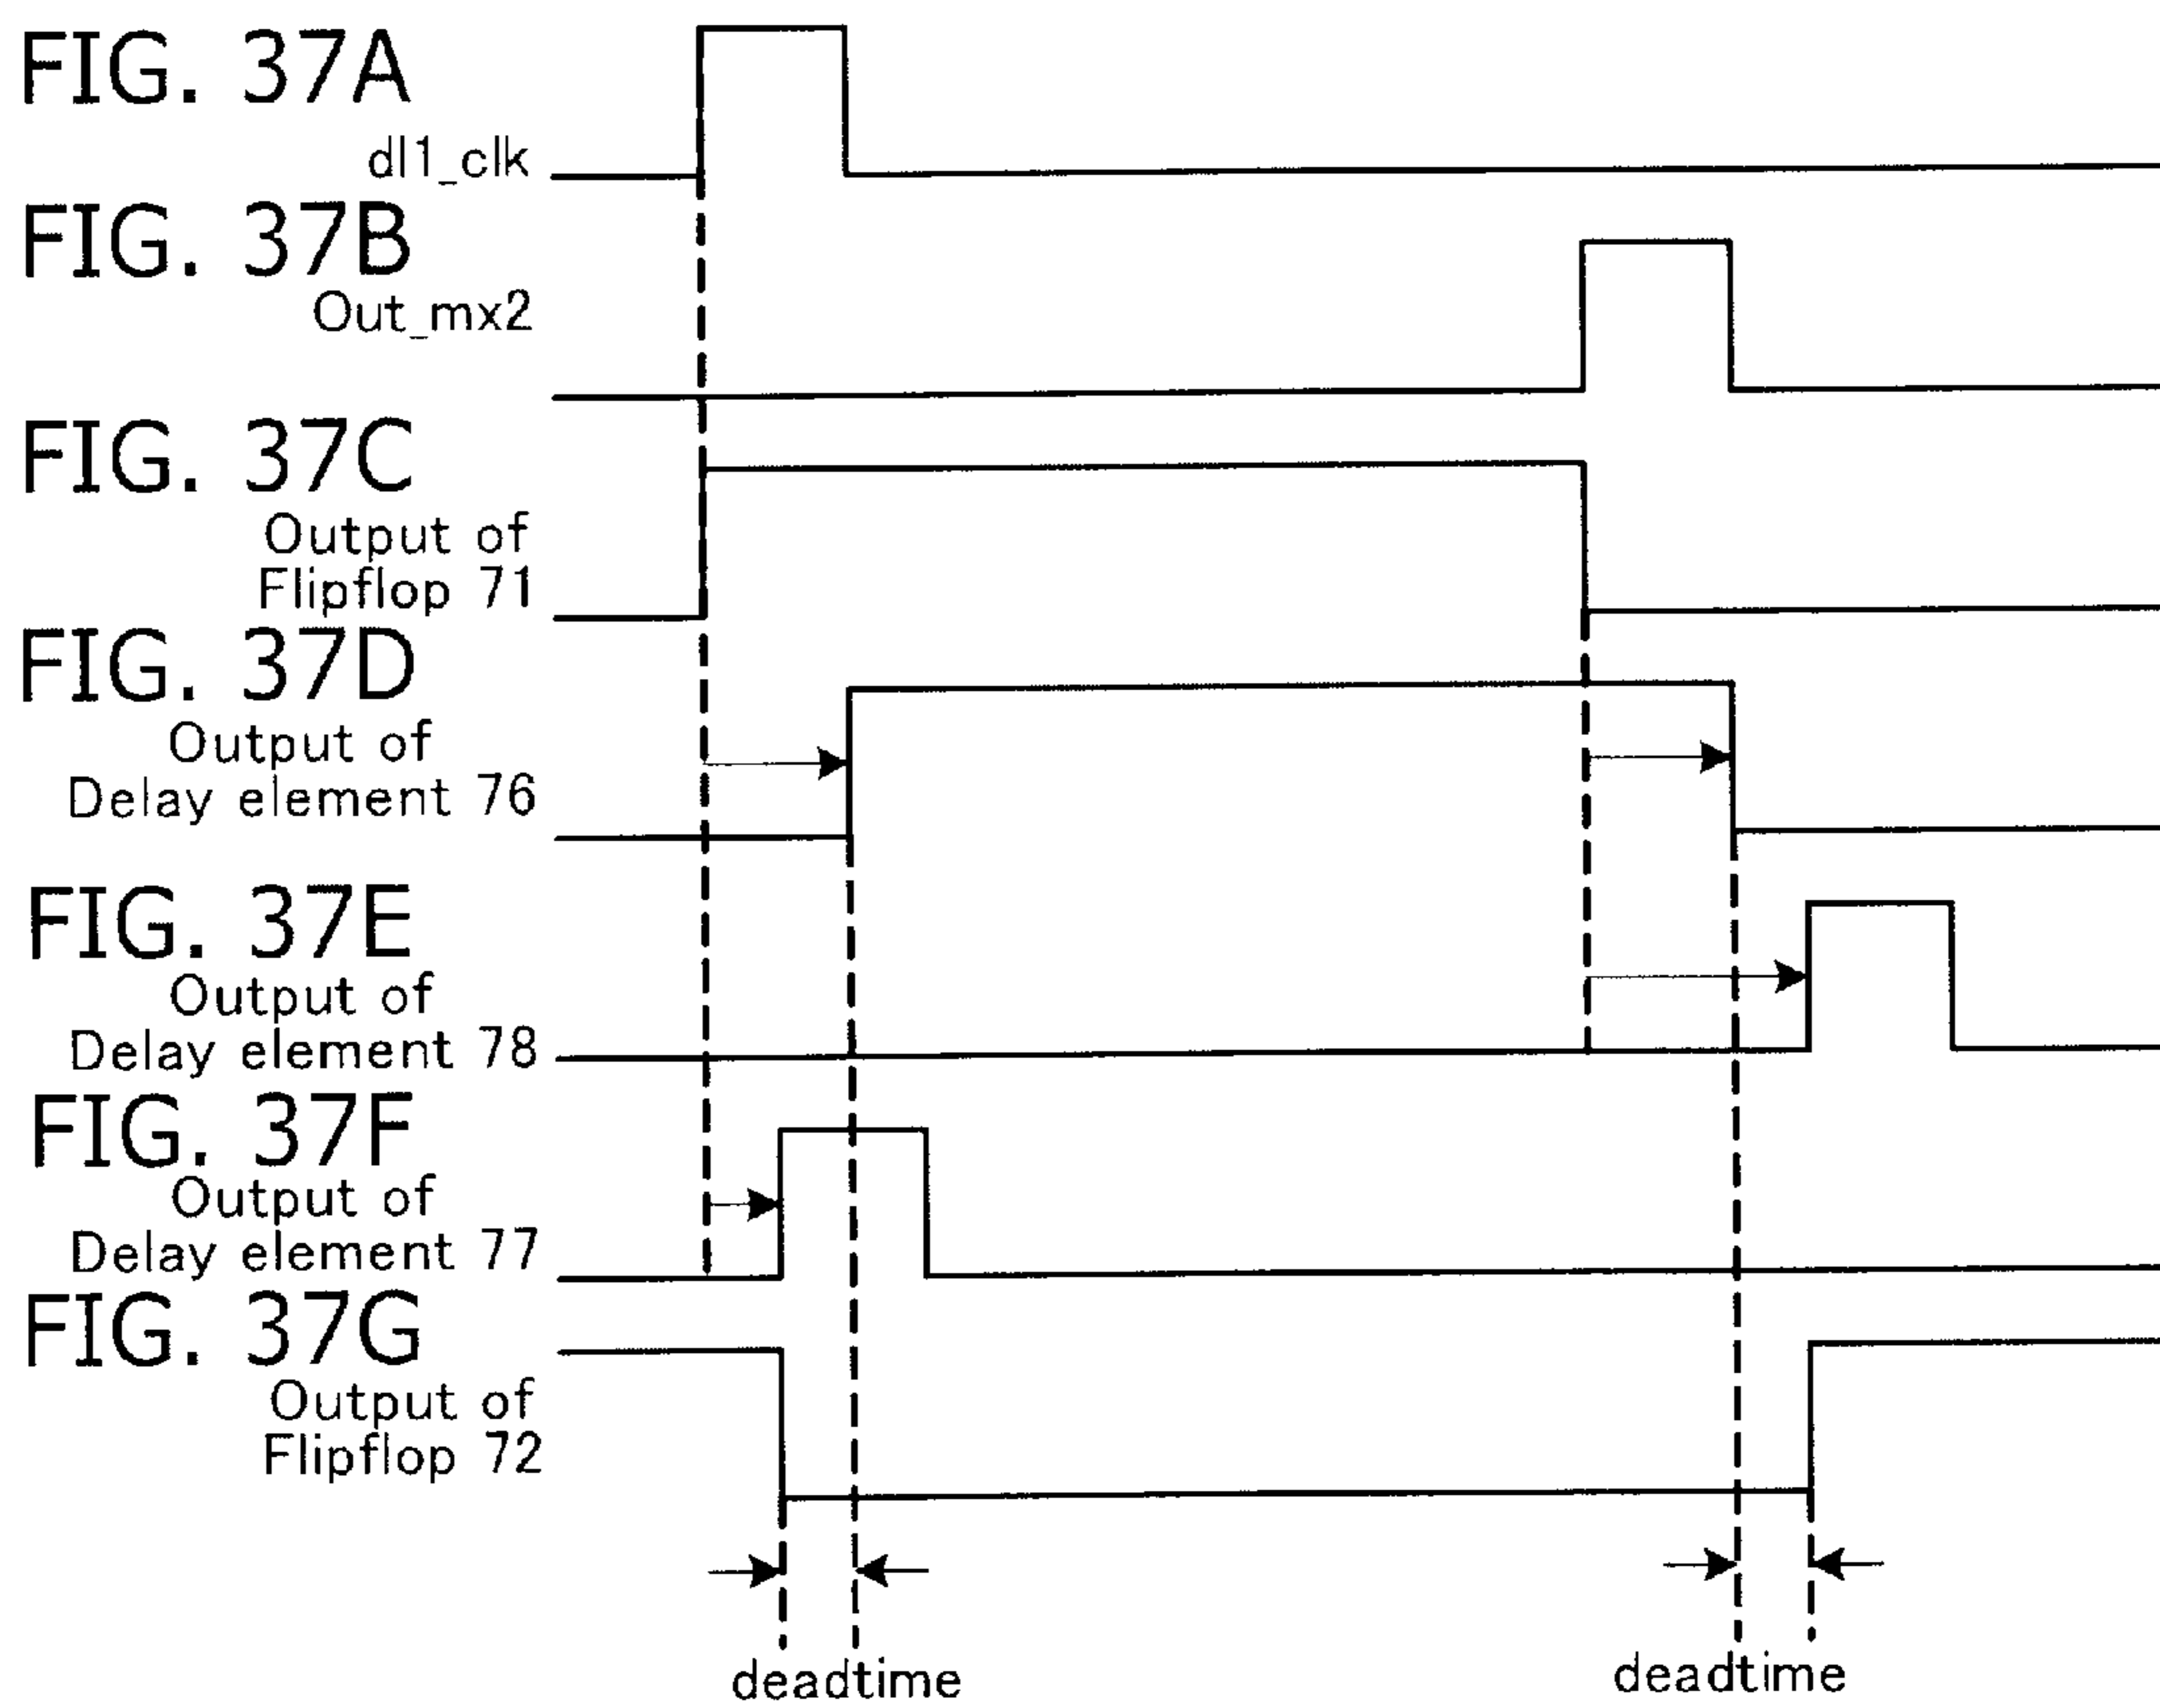 FIG. 37A
dl1_clk
FIG. 37B
Out_mx2
FIG. 37C
Output of
Flipflop 71
FIG. 37D
Output of
Delay element 76
FIG. 37E
Output of
Delay element 78
FIG. 37F
Output of
Delay element 77
FIG. 37G
Output of
Flipflop 72
deadtime
deadtime